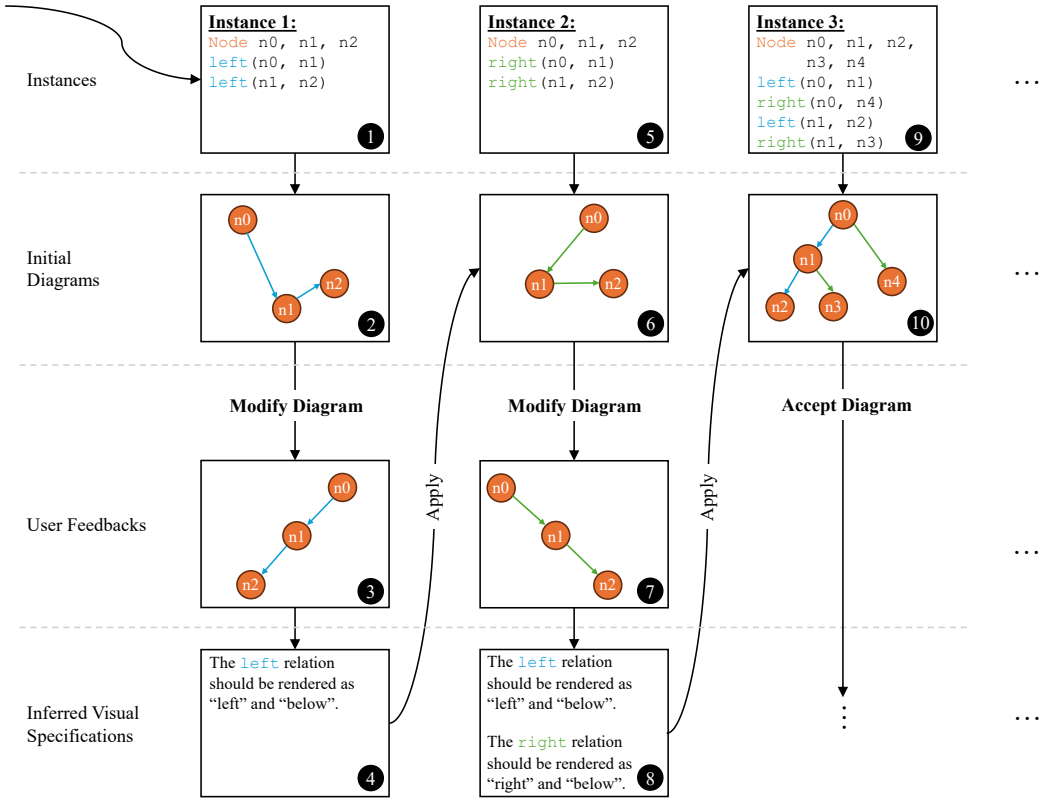 Instances
Instance 1:
Node n0, n1, n2
left(n0, n1)
left(n1, n2)
1
Instance 2:
Node n0, n1, n2
right(n0, n1)
right(n1, n2)
5
Instance 3:
Node n0, n1, n2,
n3, n4
left(n0, n1)
right(n0, n4)
left(n1, n2)
right(n1, n3)
9
...
Initial
Diagrams
n0
n1
n2
2
n0
n1
n2
6
n0
n1
n2
n3
n4
10
...
Modify Diagram
Modify Diagram
Accept Diagram
User Feedbacks
n0
n1
n2
3
Apply
n0
n1
n2
7
Apply
...
Inferred Visual
Specifications
The left relation
should be rendered as
“left” and “below”.
4
The left relation
should be rendered as
“left” and “below”.
The right relation
should be rendered as
“right” and “below”.
8
...
...